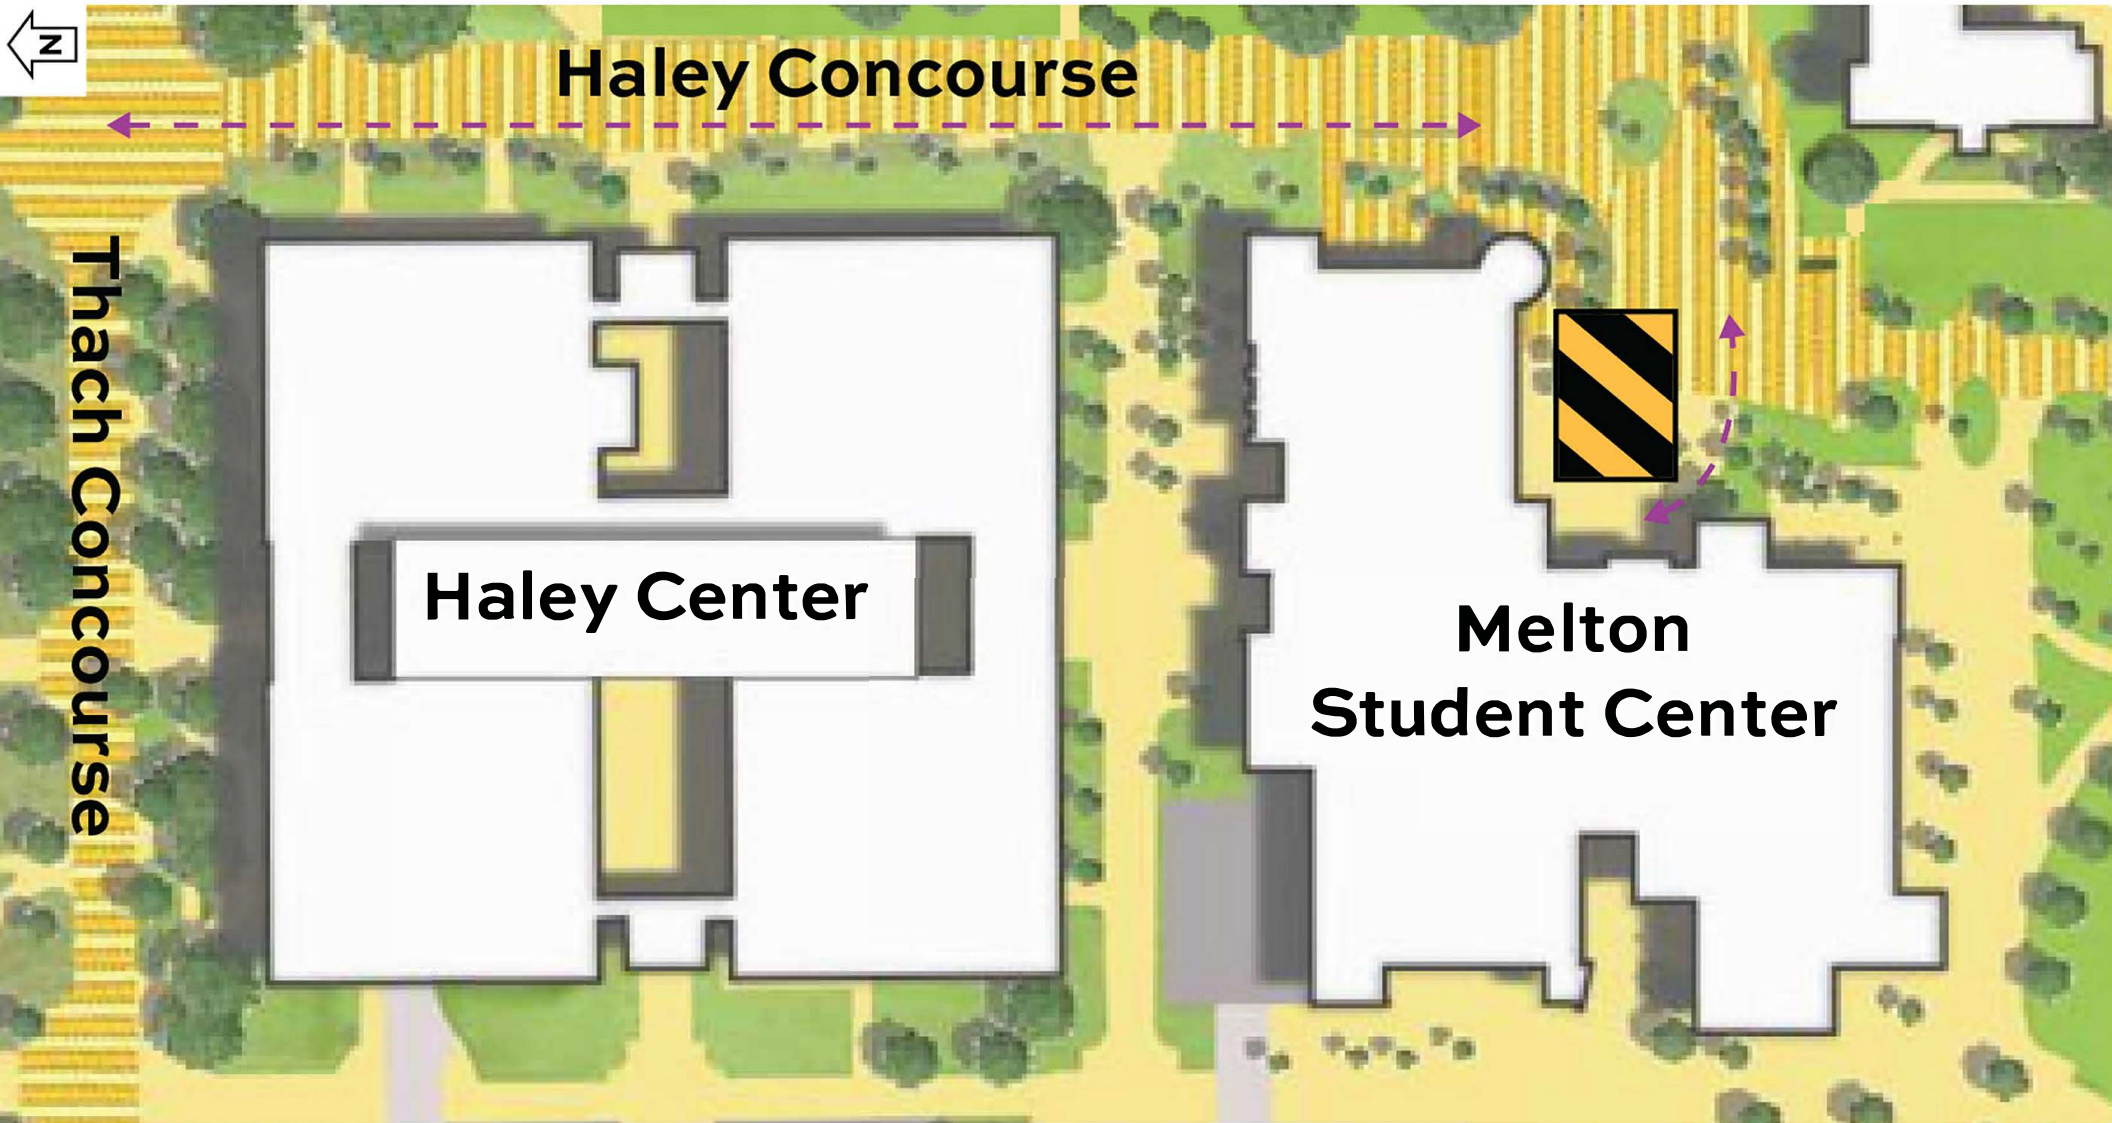 N
Haley Concourse
Thach Concourse
Haley Center
Melton
Student Center